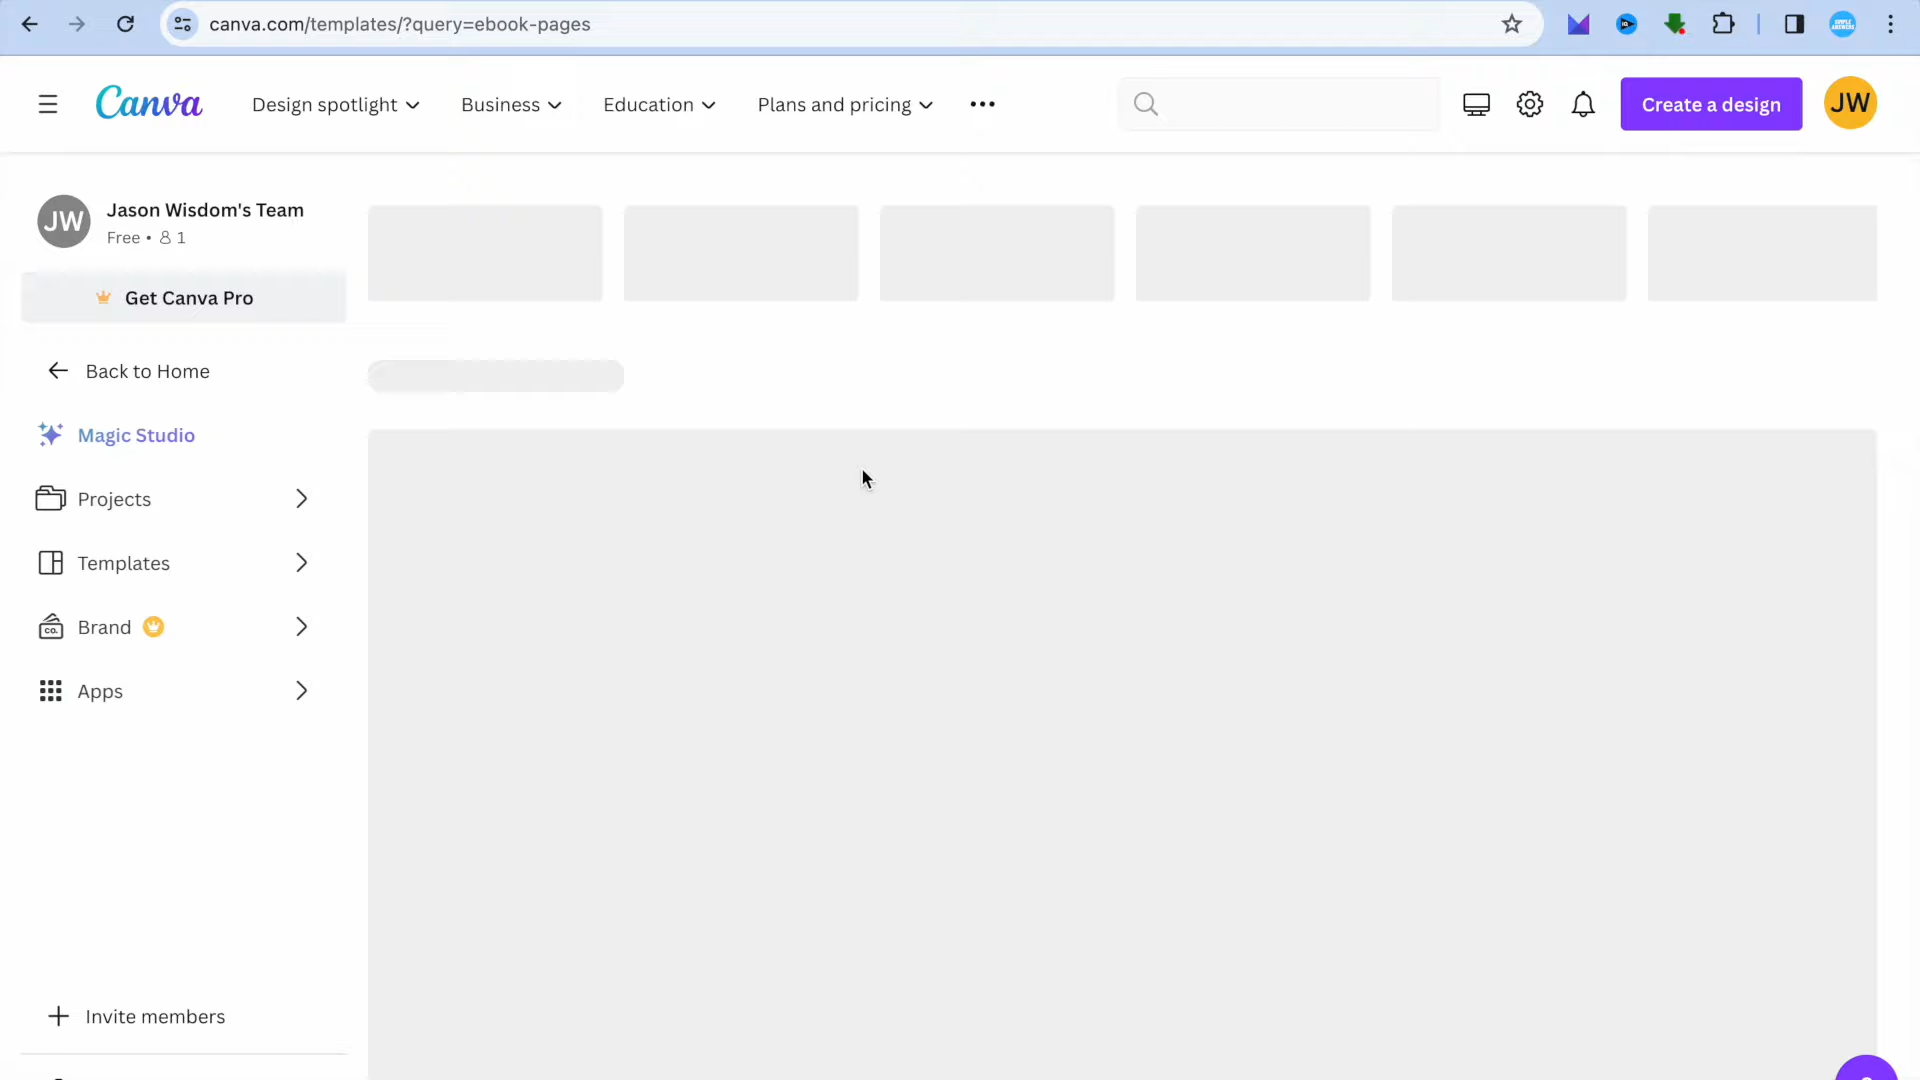 canva.com/templates/?query=ebook-pages
Canva
Design spotlight
Business
Education
Plans and pricing
Create a design
JW
JW
Jason Wisdom's Team
Free • 1
Get Canva Pro
Back to Home
Magic Studio
Projects
Templates
CO.
Brand
Apps
Invite members